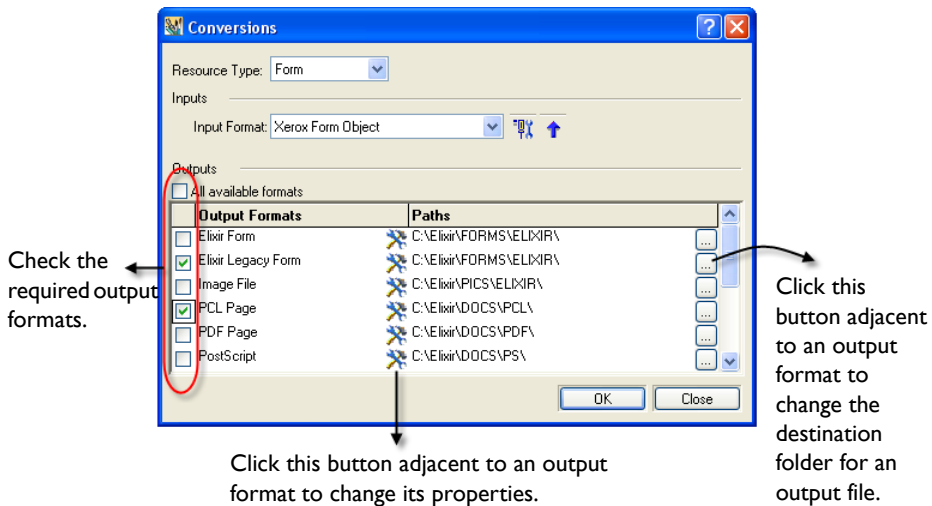 Conversions
Resource Type: Form
Inputs
Input Format: Xerox Form Object
Outputs
All available formats
Output Formats Paths
Elixir Form C:\Elixir\FORMS\ELIXIR\ ...
Elixir Legacy Form C:\Elixir\FORMS\ELIXIR\ ...
Image File C:\Elixir\PICS\ELIXIR\ ...
PCL Page C:\Elixir\DOCS\PCL\ ...
PDF Page C:\Elixir\DOCS\PDF\ ...
PostScript C:\Elixir\DOCS\PS\ ...
OK Close
Check the
required output
formats.
Click this button adjacent to an output
format to change its properties.
Click this
button adjacent
to an output
format to
change the
destination
folder for an
output file.